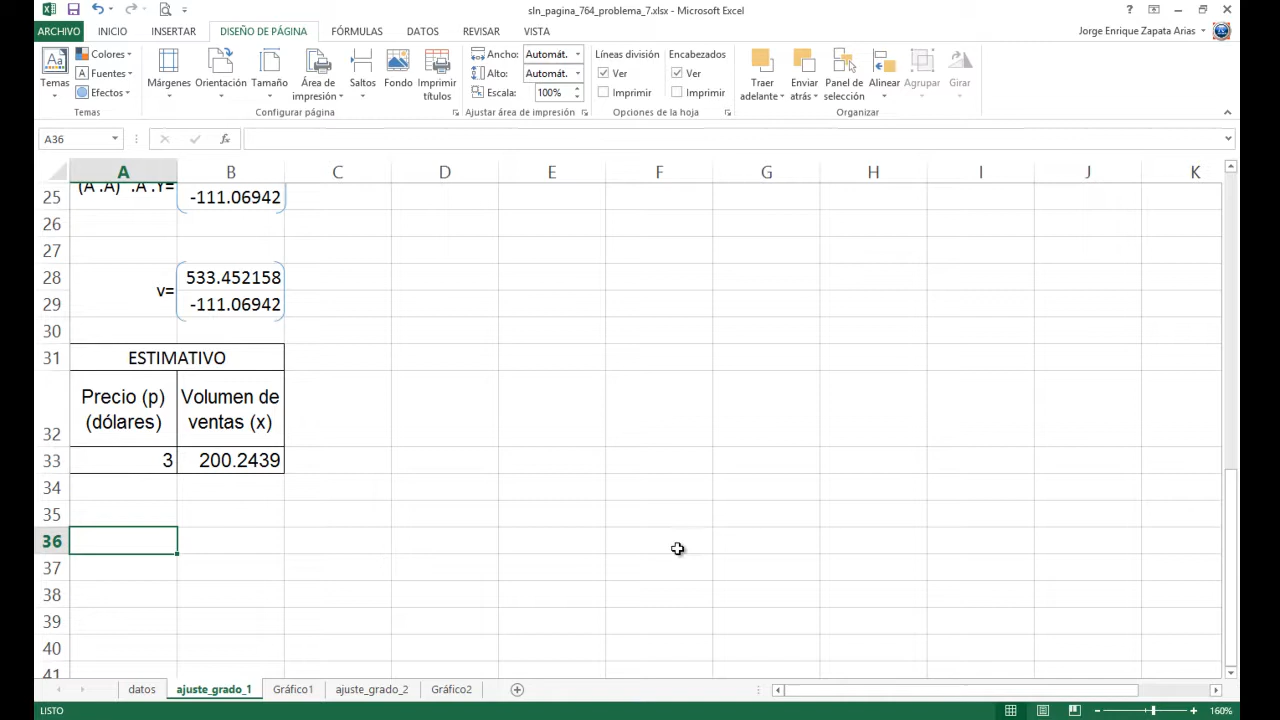 sln_pagina_764_problema_7.xlsx - Microsoft Excel
ARCHIVO INICIO INSERTAR DISEÑO DE PÁGINA FÓRMULAS DATOS REVISAR VISTA Jorge Enrique Zapata Arias
Aa Temas
Colores
Fuentes
Efectos
Temas
Márgenes
Orientación
Tamaño
Área de impresión
Saltos
Fondo
Imprimir títulos
Configurar página
Ancho: Automát.
Alto: Automát.
Escala: 100%
Ajustar área de impresión
Líneas división
Ver
Imprimir
Encabezados
Ver
Imprimir
Opciones de la hoja
Traer adelante
Enviar atrás
Panel de selección
Alinear
Agrupar
Girar
Organizar
A36 fx
A B C D E F G H I J K
25 -111.06942
26
27
28 533.452158
v=
29 -111.06942
30
31 ESTIMATIVO
Precio (p) Volumen de
(dólares) ventas (x)
32
33 3 200.2439
34
35
36
37
38
39
40
41
datos ajuste_grado_1 Gráfico1 ajuste_grado_2 Gráfico2
LISTO 160%